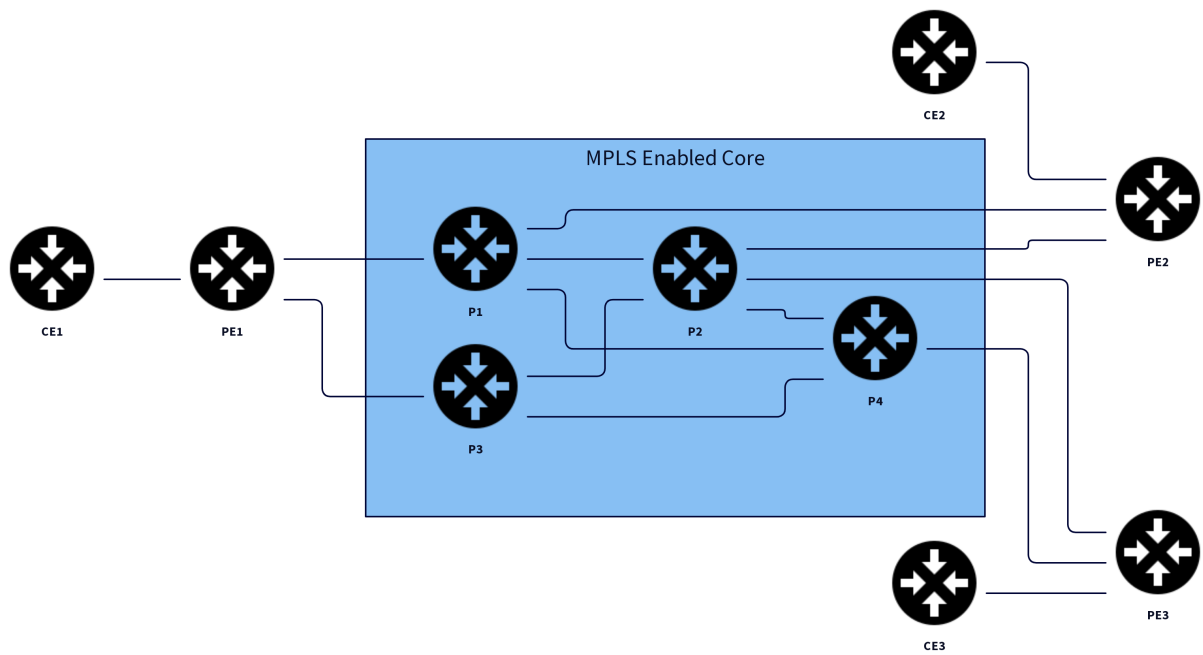 CE2
MPLS Enabled Core
PE2
CE1
PE1
P1
P2
P4
P3
PE3
CE3